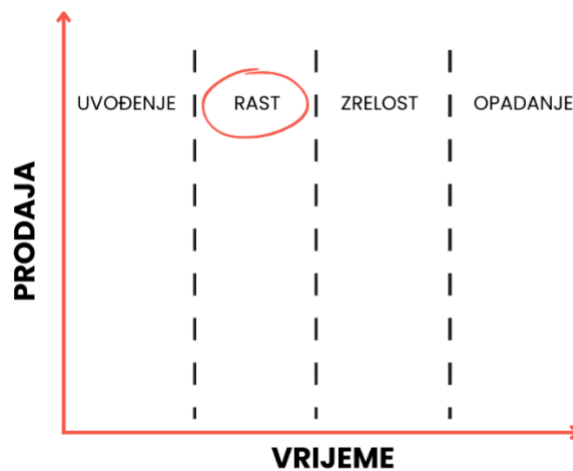 UVOĐENJE
RAST
ZRELOST
OPADANJE
PRODAJA
VRIJEME